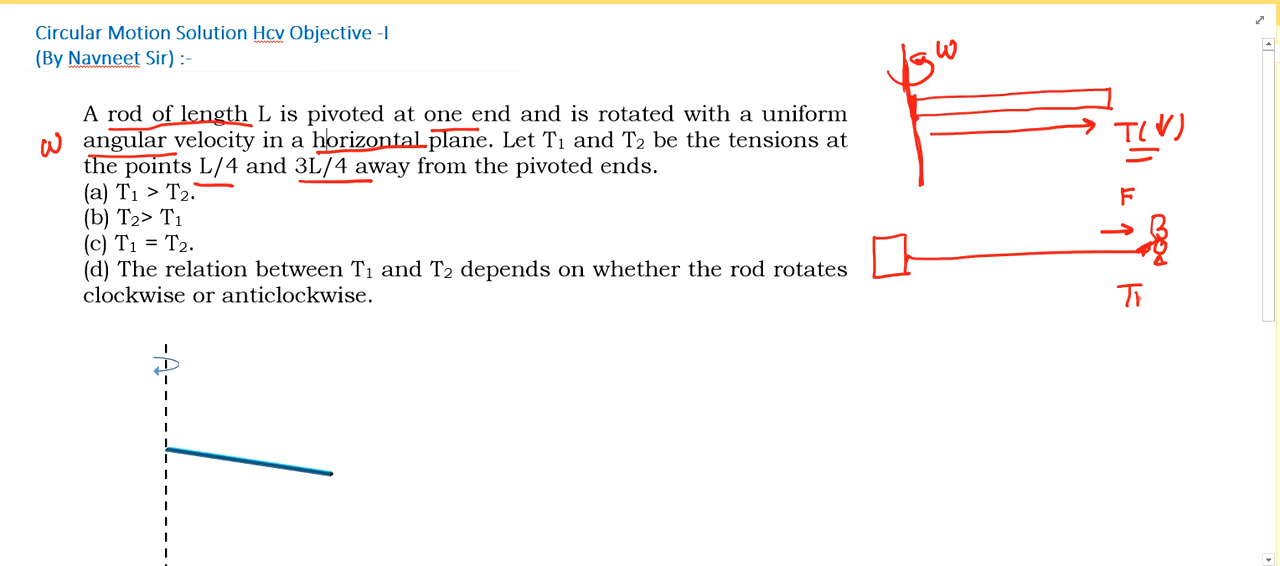 Circular Motion Solution Hcv Objective -I
(By Navneet Sir) :-
ω
A rod of length L is pivoted at one end and is rotated with a uniform
ω angular velocity in a horizontal plane. Let T1 and T2 be the tensions at
the points L/4 and 3L/4 away from the pivoted ends.
(a) T1 > T2.
(b) T2> T1
(c) T1 = T2.
(d) The relation between T1 and T2 depends on whether the rod rotates
clockwise or anticlockwise.
T(↓)
F
B
T1